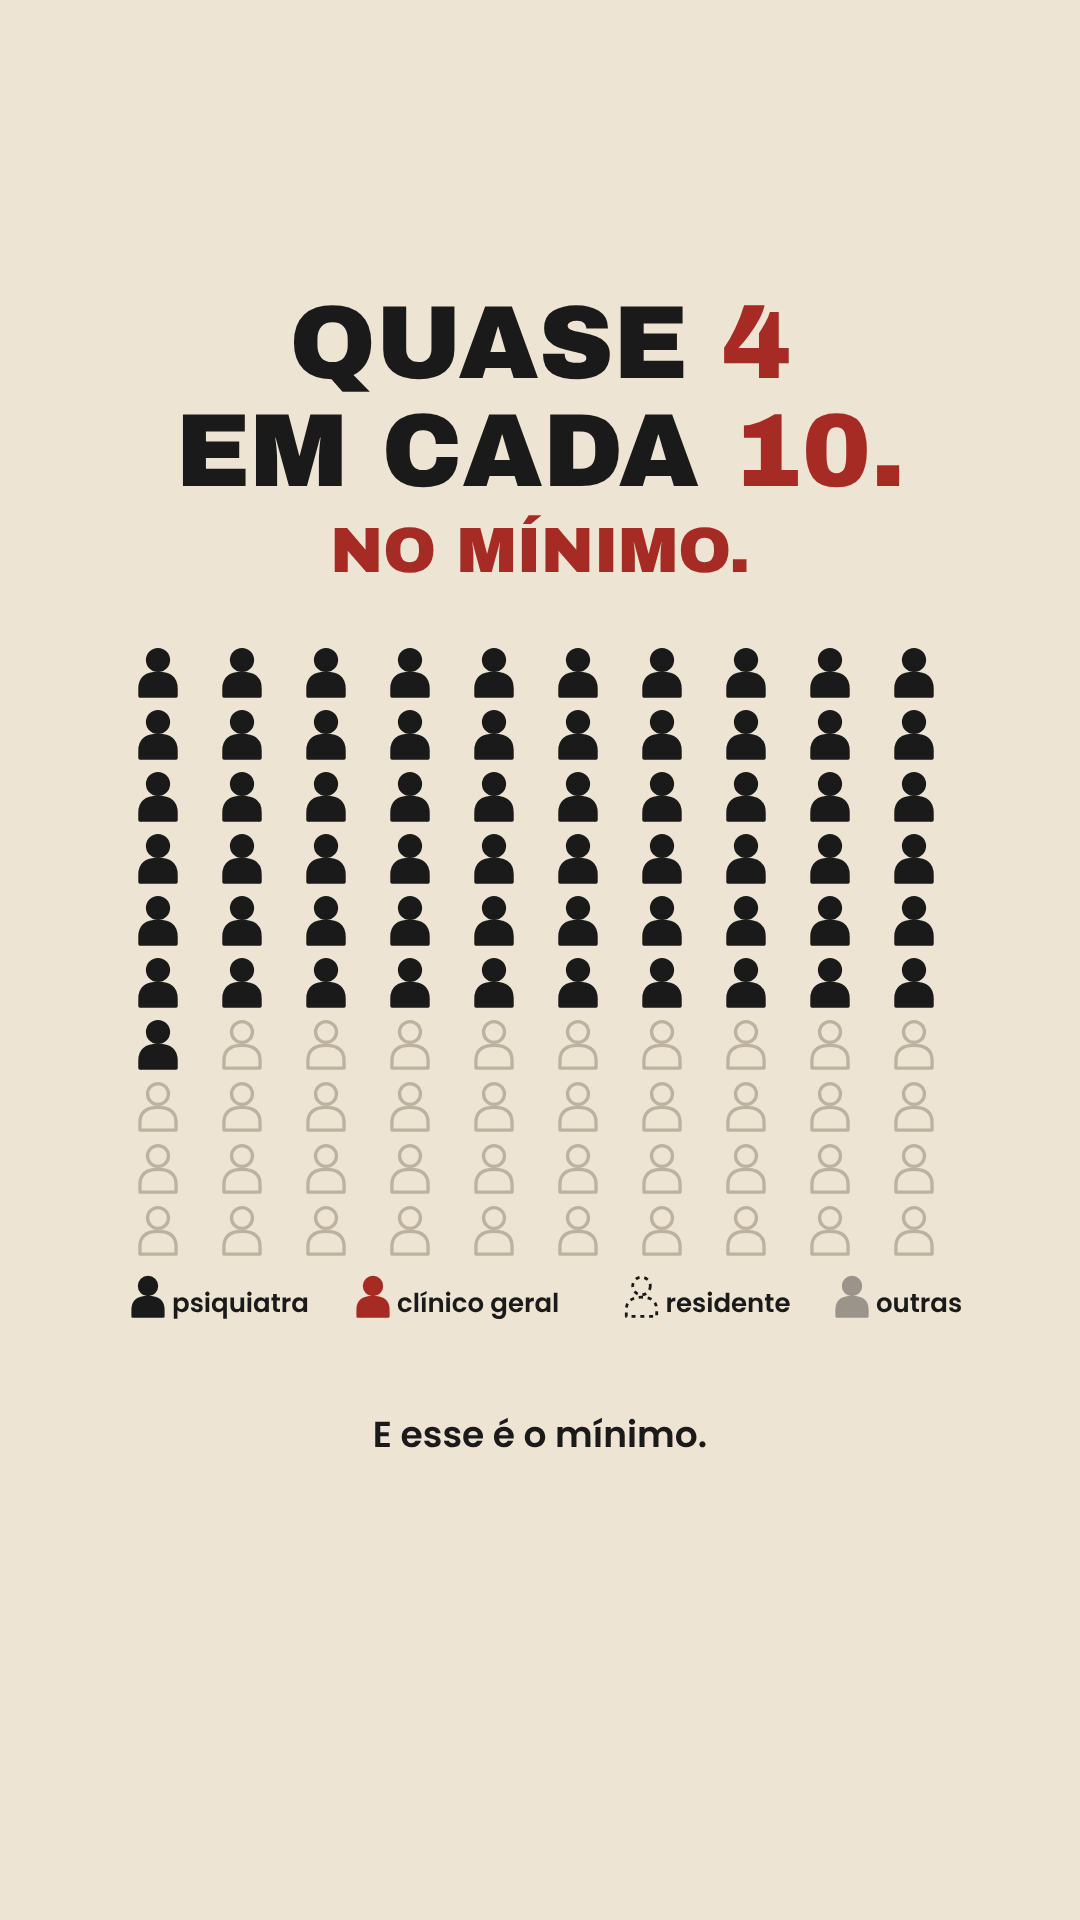 QUASE 4
EM CADA 10.
NO MÍNIMO.
psiquiatra clínico geral residente outras
E esse é o mínimo.